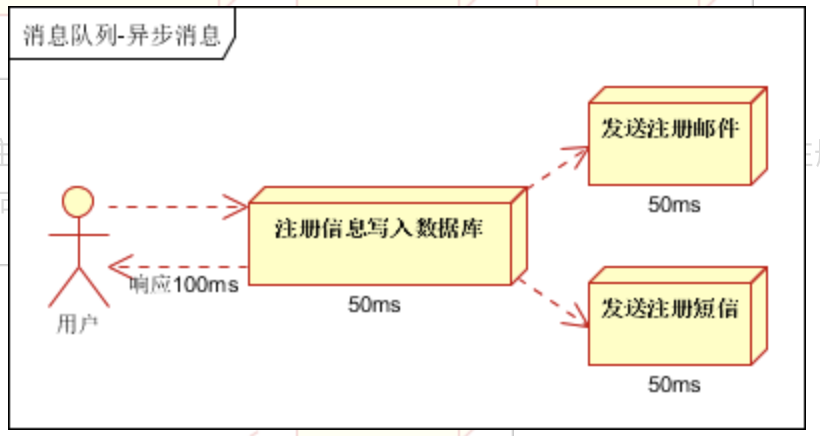 消息队列-异步消息
发送注册邮件
50ms
注册信息写入数据库
响应100ms
50ms
用户
发送注册短信
50ms